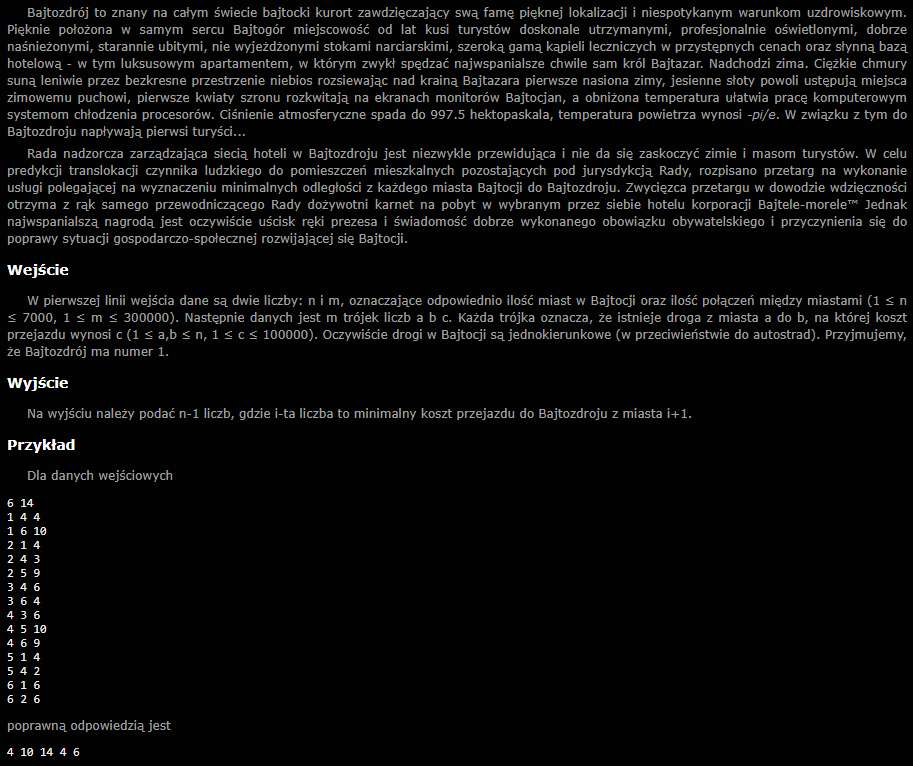 Bajtozdrój to znany na całym świecie bajtocki kurort zawdzięczający swą famę pięknej lokalizacji i niespotykanym warunkom uzdrowiskowym.
Pięknie położona w samym sercu Bajtogór miejscowość od lat kusi turystów doskonale utrzymanymi, profesjonalnie oświetlonymi, dobrze
naśnieżonymi, starannie ubitymi, nie wyjeżdżonymi stokami narciarskimi, szeroką gamą kąpieli leczniczych w przystępnych cenach oraz słynną bazą
hotelową - w tym luksusowym apartamentem, w którym zwykł spędzać najwspanialsze chwile sam król Bajtazar. Nadchodzi zima. Ciężkie chmury
suną leniwie przez bezkresne przestrzenie niebios rozsiewając nad krainą Bajtazara pierwsze nasiona zimy, jesienne słoty powoli ustępują miejsca
zimowemu puchowi, pierwsze kwiaty szronu rozkwitają na ekranach monitorów Bajtocjan, a obniżona temperatura ułatwia pracę komputerowym
systemom chłodzenia procesorów. Ciśnienie atmosferyczne spada do 997.5 hektopaskala, temperatura powietrza wynosi -pi/e. W związku z tym do
Bajtozdroju napływają pierwsi turyści...
Rada nadzorcza zarządzająca siecią hoteli w Bajtozdroju jest niezwykle przewidująca i nie da się zaskoczyć zimie i masom turystów. W celu
predykcji translokacji czynnika ludzkiego do pomieszczeń mieszkalnych pozostających pod jurysdykcją Rady, rozpisano przetarg na wykonanie
usługi polegającej na wyznaczeniu minimalnych odległości z każdego miasta Bajtocji do Bajtozdroju. Zwycięzca przetargu w dowodzie wdzięczności
otrzyma z rąk samego przewodniczącego Rady dożywotni karnet na pobyt w wybranym przez siebie hotelu korporacji Bajtele-morele™ Jednak
najwspanialszą nagrodą jest oczywiście uścisk ręki prezesa i świadomość dobrze wykonanego obowiązku obywatelskiego i przyczynienia się do
poprawy sytuacji gospodarczo-społecznej rozwijającej się Bajtocji.
Wejście
W pierwszej linii wejścia dane są dwie liczby: n i m, oznaczające odpowiednio ilość miast w Bajtocji oraz ilość połączeń między miastami (1 ≤ n
≤ 7000, 1 ≤ m ≤ 300000). Następnie danych jest m trójek liczb a b c. Każda trójka oznacza, że istnieje droga z miasta a do b, na której koszt
przejazdu wynosi c (1 ≤ a,b ≤ n, 1 ≤ c ≤ 100000). Oczywiście drogi w Bajtocji są jednokierunkowe (w przeciwieństwie do autostrad). Przyjmujemy,
że Bajtozdrój ma numer 1.
Wyjście
Na wyjściu należy podać n-1 liczb, gdzie i-ta liczba to minimalny koszt przejazdu do Bajtozdroju z miasta i+1.
Przykład
Dla danych wejściowych
6 14
1 4 4
1 6 10
2 1 4
2 4 3
2 5 9
3 4 6
3 6 4
4 3 6
4 5 10
4 6 9
5 1 4
5 4 2
6 1 6
6 2 6
poprawną odpowiedzią jest
4 10 14 4 6